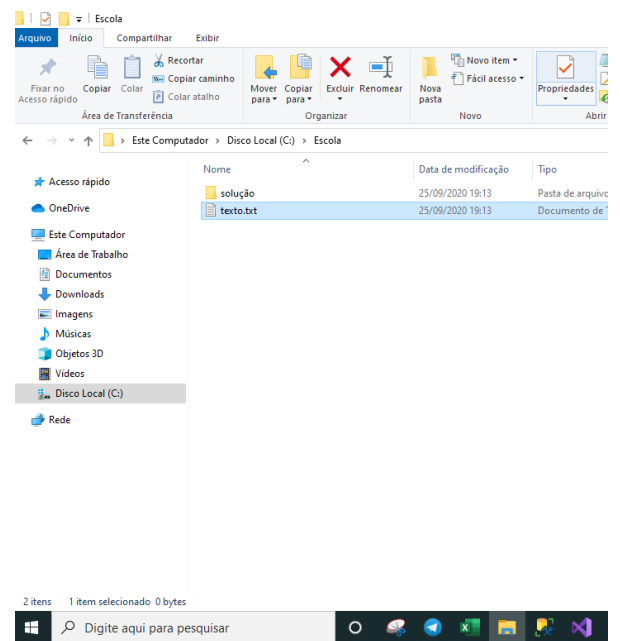 Escola
Arquivo Início Compartilhar Exibir
Fixar no Acesso rápido
Copiar
Colar
Recortar
Copiar caminho
Colar atalho
Área de Transferência
Mover para
Copiar para
Excluir
Renomear
Organizar
Nova pasta
Novo item
Fácil acesso
Novo
Propriedades
Abrir
Este Computador > Disco Local (C:) > Escola
Nome Data de modificação Tipo
solução 25/09/2020 19:13 Pasta de arquivo
texto.txt 25/09/2020 19:13 Documento de
Acesso rápido
OneDrive
Este Computador
Área de Trabalho
Documentos
Downloads
Imagens
Músicas
Objetos 3D
Vídeos
Disco Local (C:)
Rede
2 itens 1 item selecionado 0 bytes
Digite aqui para pesquisar